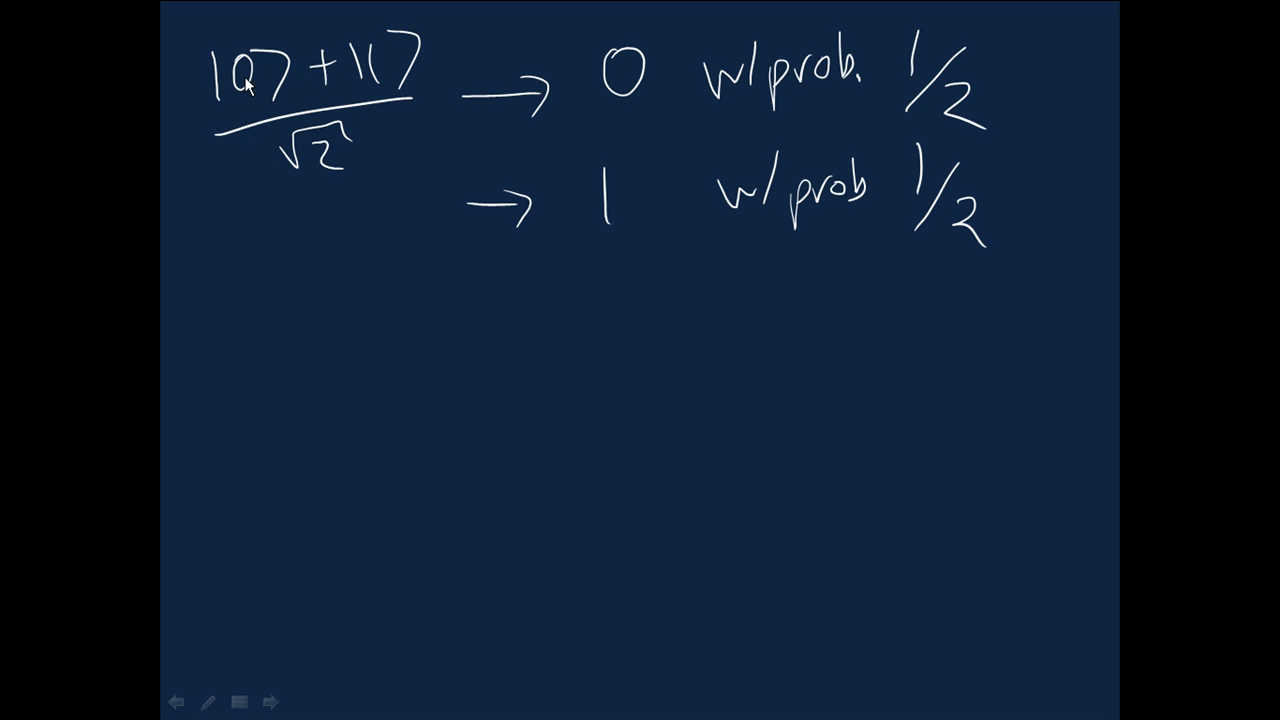 (|0⟩ + |1⟩)/√2 → 0 w/prob. 1/2
→ 1 w/prob 1/2